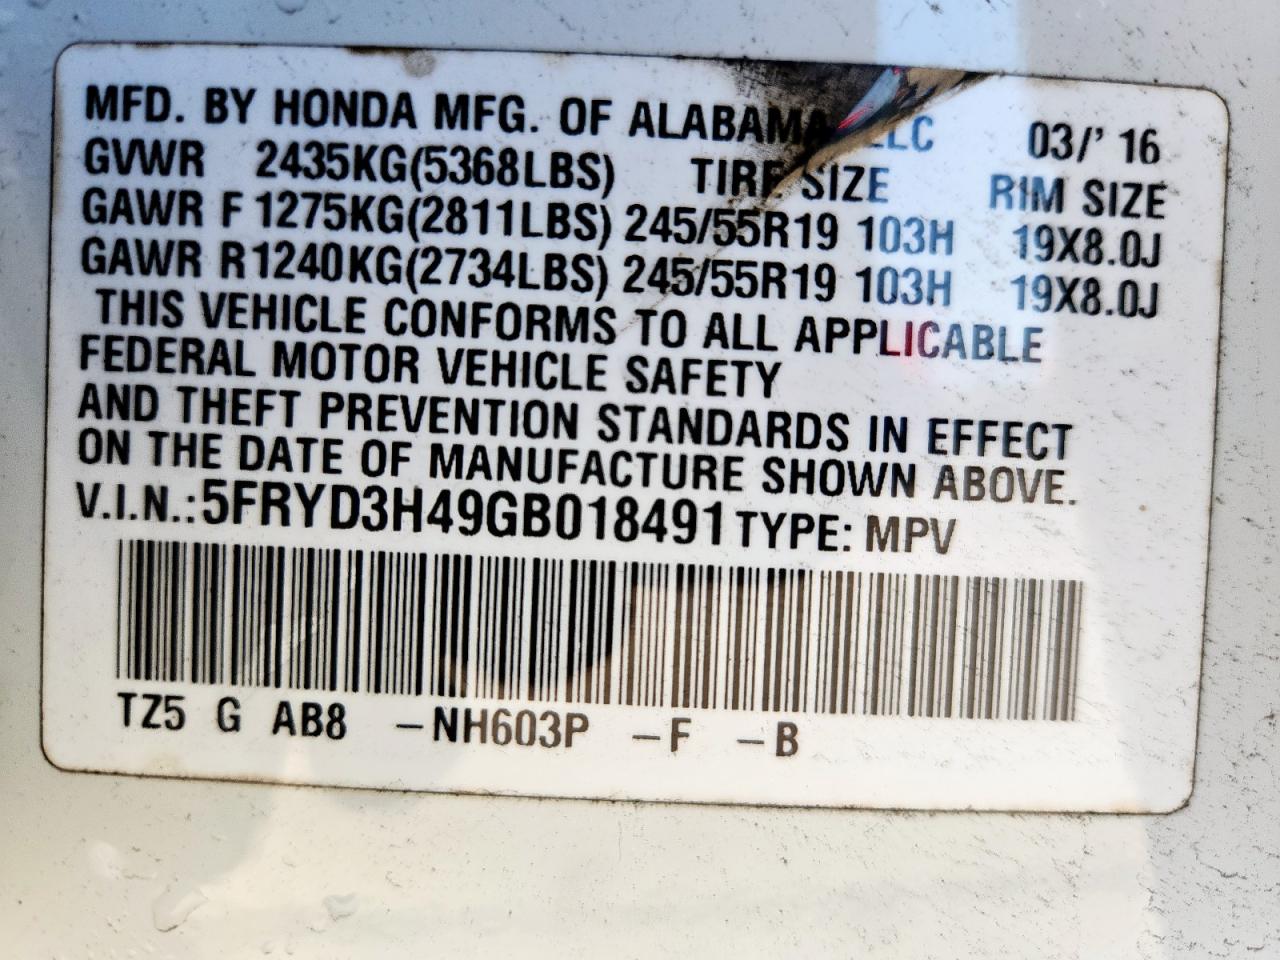 MFD. BY HONDA MFG. OF ALABAMA LLC 03/' 16
GVWR 2435KG(5368LBS) TIRE SIZE RIM SIZE
GAWR F 1275KG(2811LBS) 245/55R19 103H 19X8.0J
GAWR R 1240KG(2734LBS) 245/55R19 103H 19X8.0J
THIS VEHICLE CONFORMS TO ALL APPLICABLE
FEDERAL MOTOR VEHICLE SAFETY
AND THEFT PREVENTION STANDARDS IN EFFECT
ON THE DATE OF MANUFACTURE SHOWN ABOVE.
V.I.N.:5FRYD3H49GB018491 TYPE: MPV
TZ5 G AB8 -NH603P -F -B